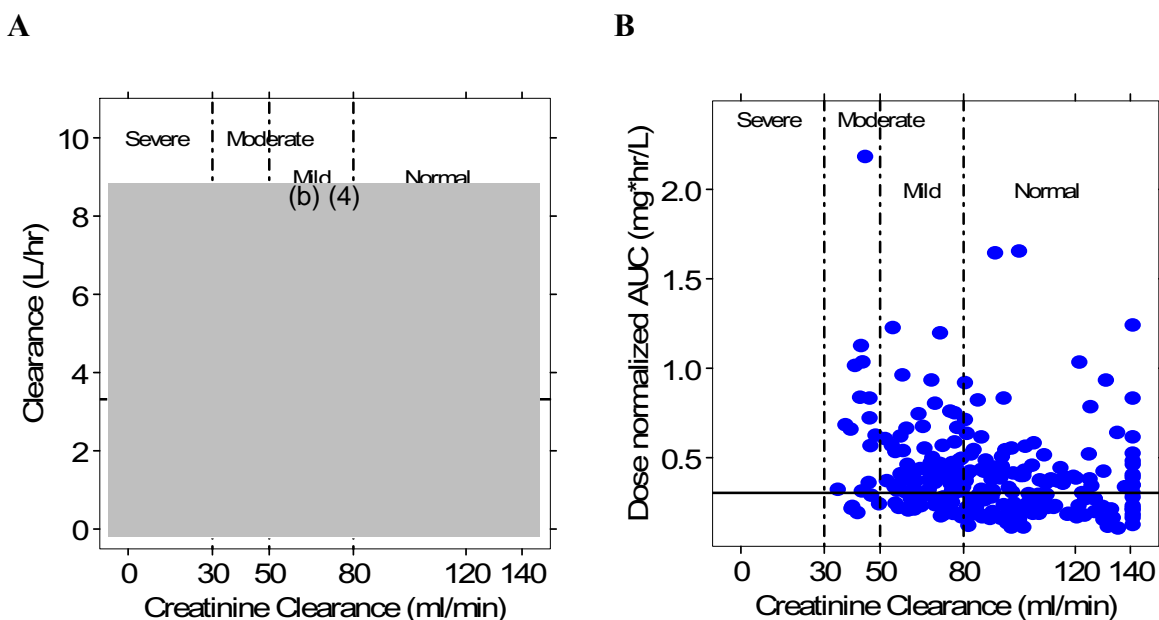 A
B
10
8
6
4
2
0
Clearance (L/hr)
Severe
Moderate
Mild
Normal
(b) (4)
0
30
50
80
120
140
Creatinine Clearance (ml/min)
2.0
1.5
1.0
0.5
Dose normalized AUC (mg*hr/L)
Severe
Moderate
Mild
Normal
0
30
50
80
120
140
Creatinine Clearance (ml/min)